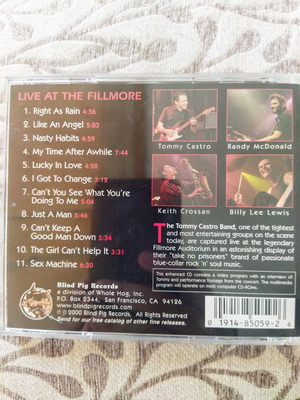 LIVE AT THE FILLMORE
1. Right As Rain 4:56
2. Like An Angel 5:03
3. Nasty Habits 4:59
4. My Time After Awhile 7:44
5. Lucky In Love 4:52
6. I Got To Change 3:12
7. Can't You See What You're
Doing To Me 5:04
8. Just A Man 5:46
9. Can't Keep A
Good Man Down 5:34
10. The Girl Can't Help It 3:31
11. Sex Machine 6:30
Tommy Castro
Randy McDonald
Keith Crossan
Billy Lee Lewis
The Tommy Castro Band, one of the tightest
and most entertaining groups on the scene
today, are captured live at the legendary
Fillmore Auditorium in an astonishing display of
their "take no prisoners" brand of passionate
blue-collar rock 'n' soul music.
This enhanced CD contains a video program with an interview of
Tommy and performance footage from the concert. The multimedia
program will operate on most computer CD-ROMs.
Blind Pig Records
a division of Whole Hog, Inc.
P.O. Box 2344, San Francisco, CA 94126
www.blindpigrecords.com
℗ © 2000 Blind Pig Records, All Rights Reserved
Send for our free catalog of other fine releases.
0 1914-85059-2 6